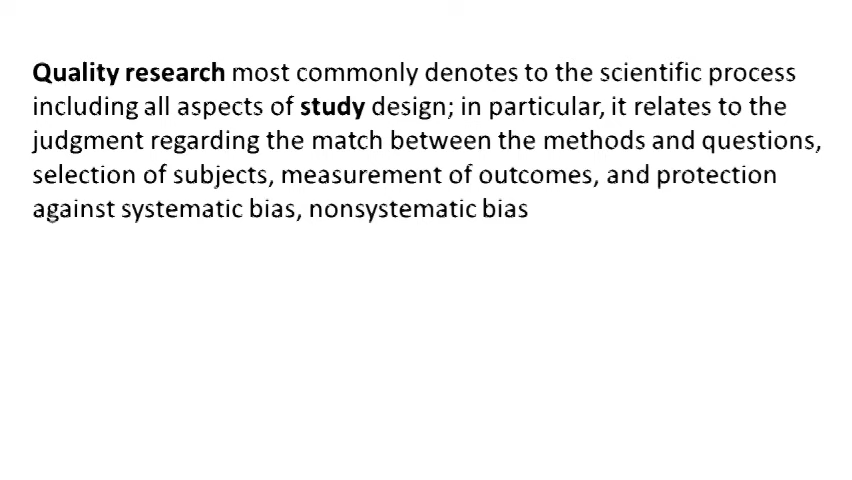 Quality research most commonly denotes to the scientific process
including all aspects of study design; in particular, it relates to the
judgment regarding the match between the methods and questions,
selection of subjects, measurement of outcomes, and protection
against systematic bias, nonsystematic bias